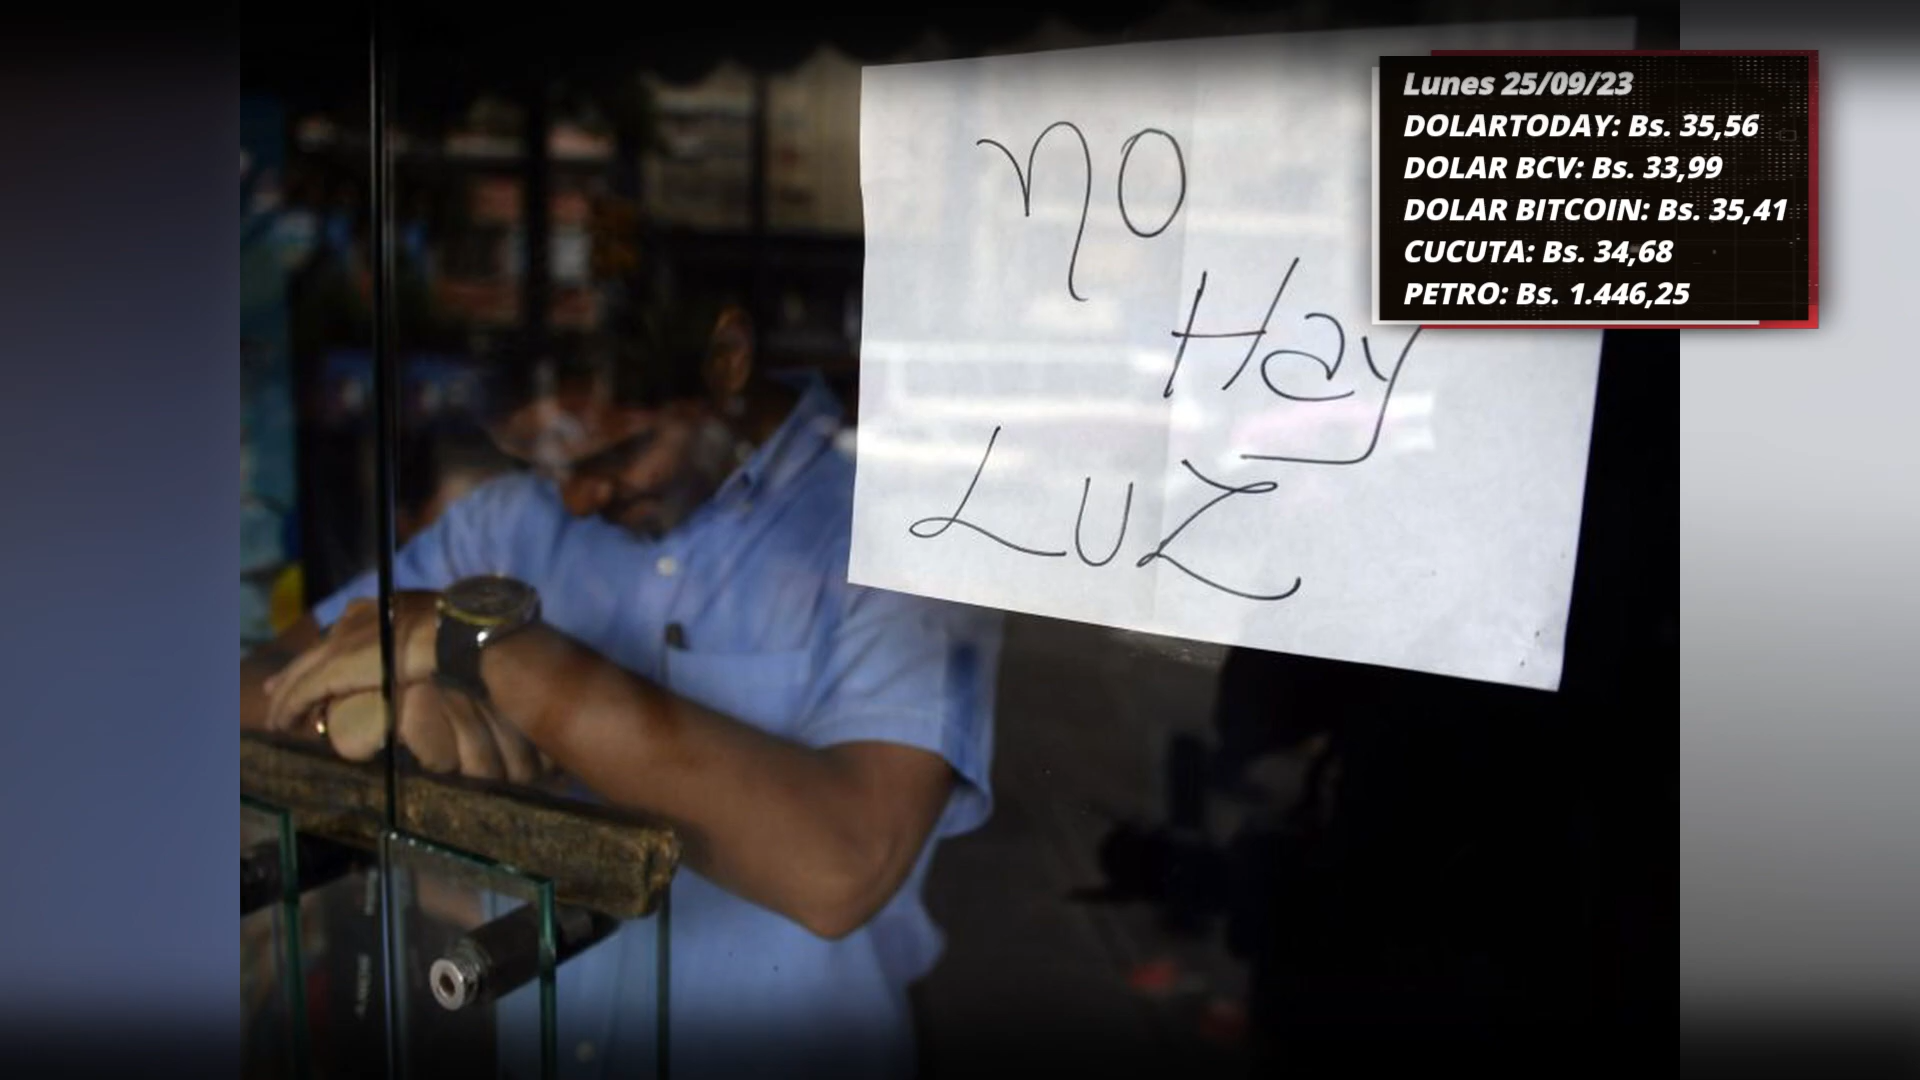 no
Hay
LUZ
Lunes 25/09/23
DOLARTODAY: Bs. 35,56
DOLAR BCV: Bs. 33,99
DOLAR BITCOIN: Bs. 35,41
CUCUTA: Bs. 34,68
PETRO: Bs. 1.446,25